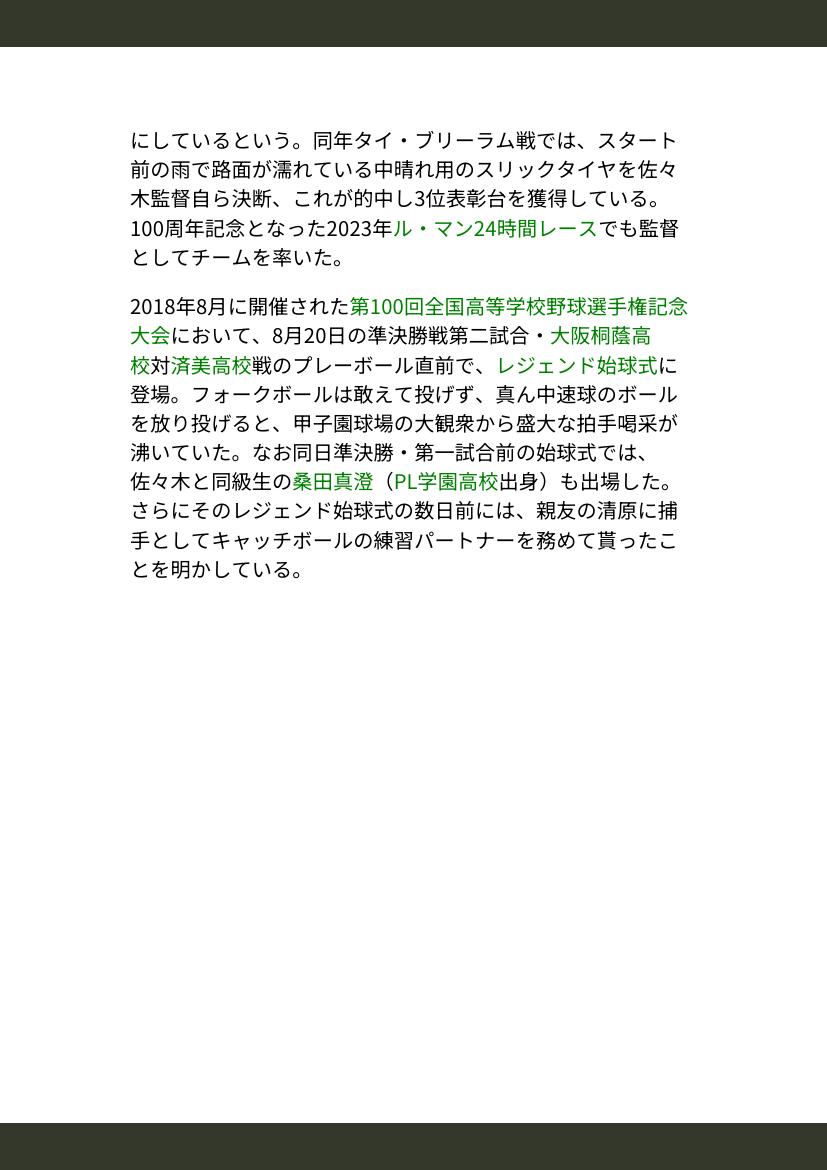 にしているという。同年タイ・ブリーラム戦では、スタート
前の雨で路面が濡れている中晴れ用のスリックタイヤを佐々
木監督自ら決断、これが的中し3位表彰台を獲得している。
100周年記念となった2023年ル・マン24時間レースでも監督
としてチームを率いた。
2018年8月に開催された第100回全国高等学校野球選手権記念
大会において、8月20日の準決勝戦第二試合・大阪桐蔭高
校対済美高校戦のプレーボール直前で、レジェンド始球式に
登場。フォークボールは敢えて投げず、真ん中速球のボール
を放り投げると、甲子園球場の大観衆から盛大な拍手喝采が
沸いていた。なお同日準決勝・第一試合前の始球式では、
佐々木と同級生の桑田真澄（PL学園高校出身）も出場した。
さらにそのレジェンド始球式の数日前には、親友の清原に捕
手としてキャッチボールの練習パートナーを務めて貰ったこ
とを明かしている。